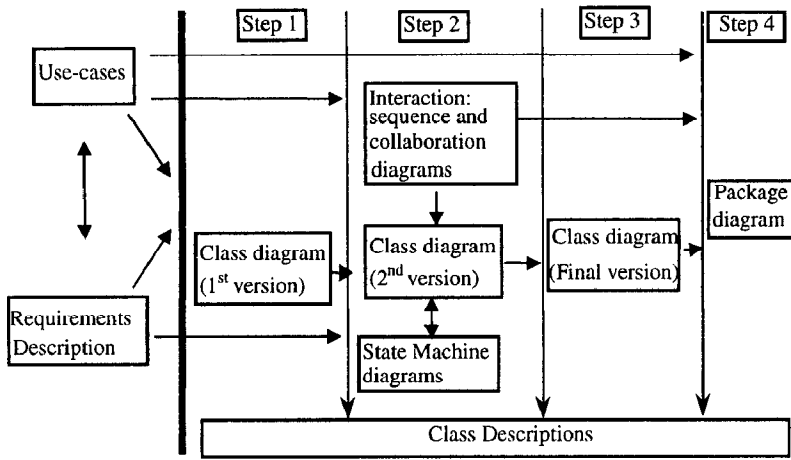 Step 1
Step 2
Step 3
Step 4
Use-cases
Interaction:
sequence and
collaboration
diagrams
Package
diagram
Class diagram
(1st version)
Class diagram
(2nd version)
Class diagram
(Final version)
Requirements
Description
State Machine
diagrams
Class Descriptions